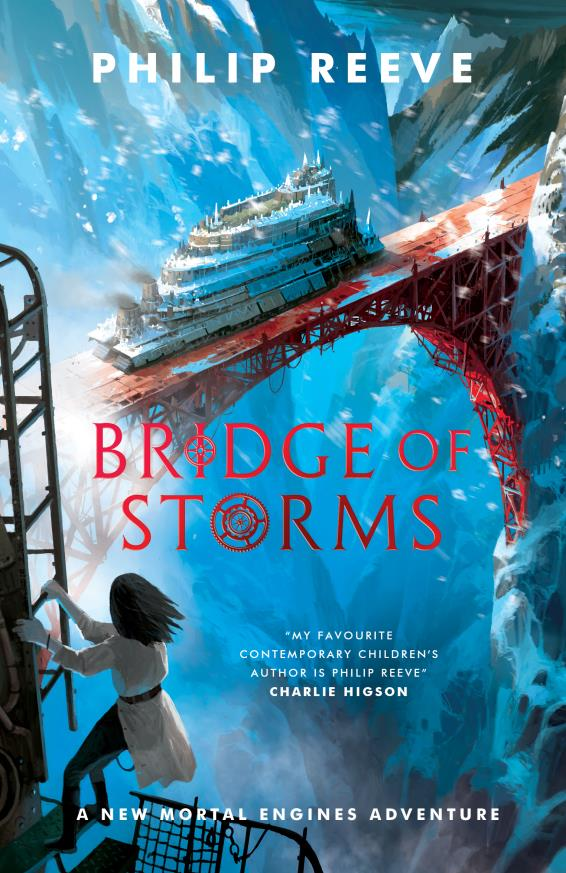 PHILIP REEVE
BRIDGE OF
STORMS
“MY FAVOURITE
CONTEMPORARY CHILDREN’S
AUTHOR IS PHILIP REEVE”
CHARLIE HIGSON
A NEW MORTAL ENGINES ADVENTURE